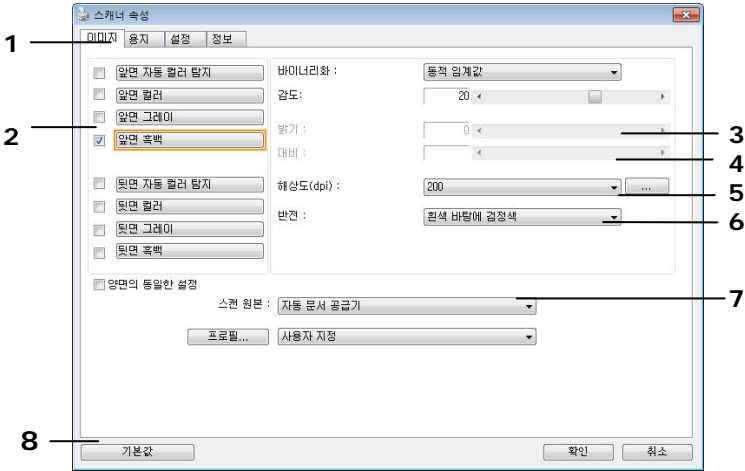 스캐너 속성
1
이미지 용지 설정 정보
앞면 자동 컬러 탐지
앞면 컬러
앞면 그레이
앞면 흑백
2
뒷면 자동 컬러 탐지
뒷면 컬러
뒷면 그레이
뒷면 흑백
바이너리화 : 동적 임계값
감도: 20
밝기 : 0
3
대비 :
4
해상도(dpi) : 200 ...
5
반전 : 흰색 바탕에 검정색
6
양면의 동일한 설정
스캔 원본 : 자동 문서 공급기
7
프로필... 사용자 지정
8
기본값 확인 취소